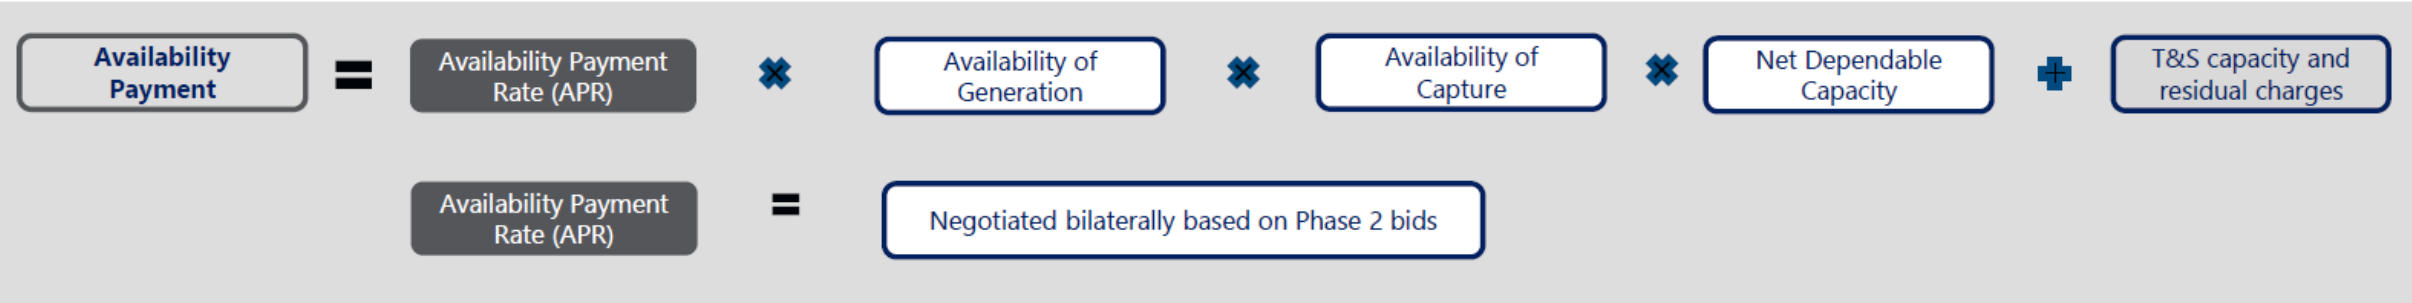 Availability
Payment
=
Availability Payment
Rate (APR)
×
Availability of
Generation
×
Availability of
Capture
×
Net Dependable
Capacity
+
T&S capacity and
residual charges
Availability Payment
Rate (APR)
=
Negotiated bilaterally based on Phase 2 bids